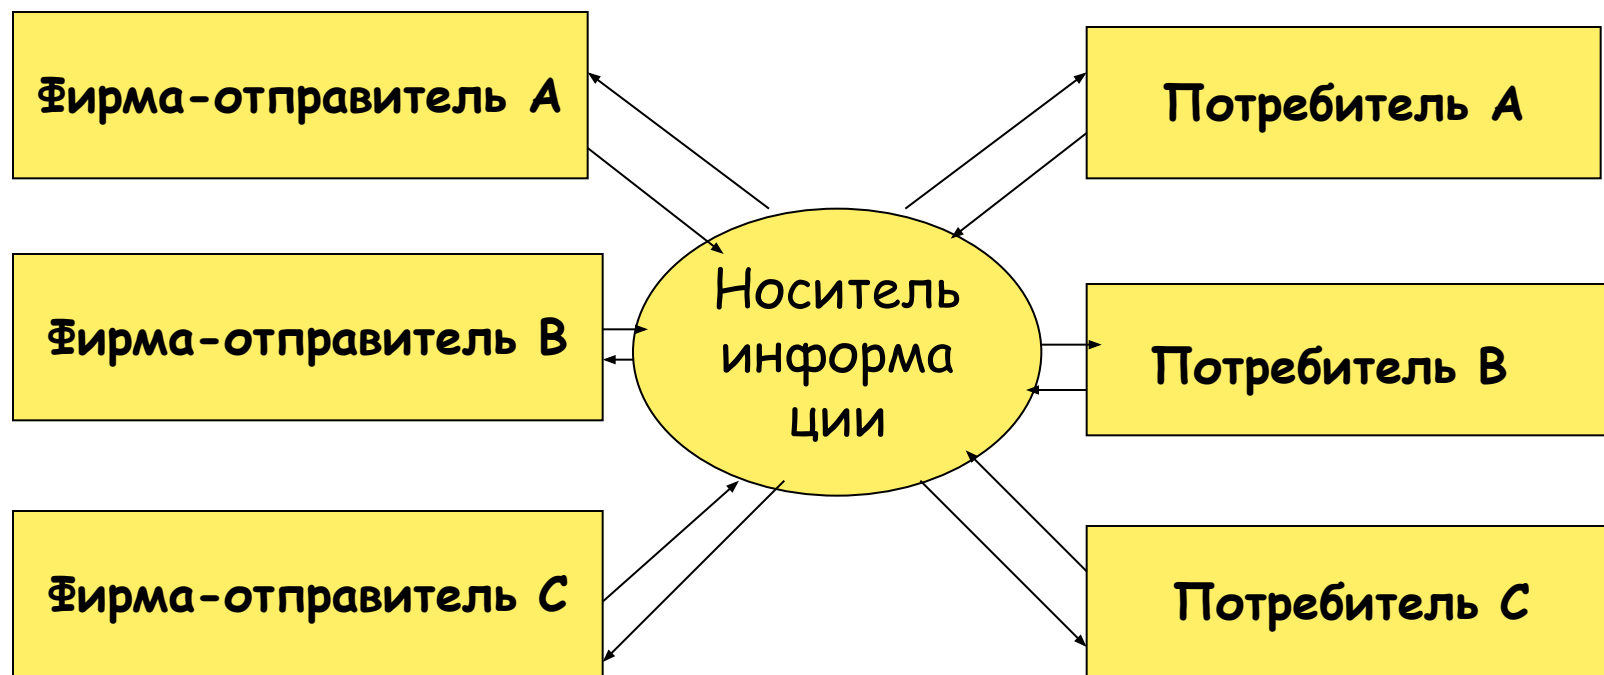 Фирма-отправитель А
Потребитель А
Носитель
информа
ции
Фирма-отправитель В
Потребитель В
Фирма-отправитель С
Потребитель С